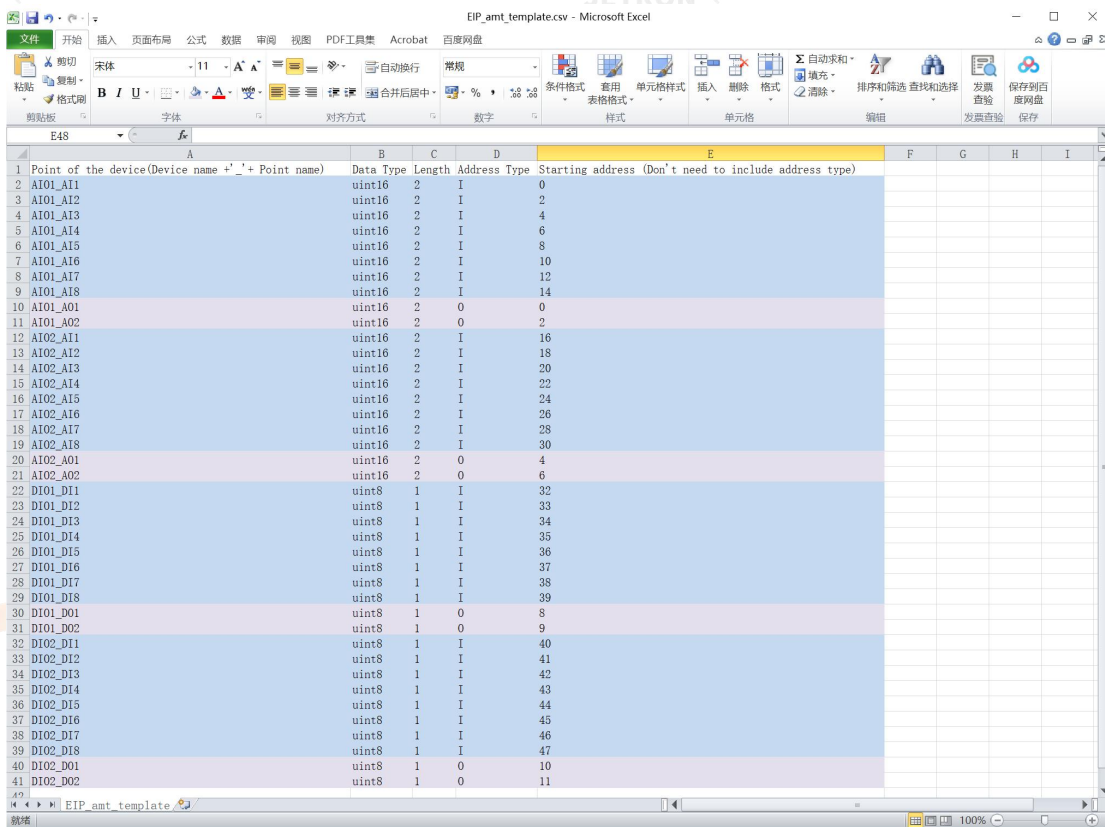 EIP_amt_template.csv - Microsoft Excel
文件 开始 插入 页面布局 公式 数据 审阅 视图 PDF工具集 Acrobat 百度网盘
粘贴 剪切 复制 格式刷 剪贴板
宋体 11 B I U A 字体
自动换行 合并后居中 对齐方式
常规 % 数字
条件格式 套用表格格式 单元格样式 样式
插入 删除 格式 单元格
Σ 自动求和 填充 清除 排序和筛选 查找和选择 编辑
发票查验 发票查验
保存到百度网盘 保存
E48 fx
A B C D E F G H I
1 Point of the device(Device name +'_'+ Point name) Data Type Length Address Type Starting address (Don't need to include address type)
2 AI01_AI1 uint16 2 I 0
3 AI01_AI2 uint16 2 I 2
4 AI01_AI3 uint16 2 I 4
5 AI01_AI4 uint16 2 I 6
6 AI01_AI5 uint16 2 I 8
7 AI01_AI6 uint16 2 I 10
8 AI01_AI7 uint16 2 I 12
9 AI01_AI8 uint16 2 I 14
10 AI01_AO1 uint16 2 O 0
11 AI01_AO2 uint16 2 O 2
12 AI02_AI1 uint16 2 I 16
13 AI02_AI2 uint16 2 I 18
14 AI02_AI3 uint16 2 I 20
15 AI02_AI4 uint16 2 I 22
16 AI02_AI5 uint16 2 I 24
17 AI02_AI6 uint16 2 I 26
18 AI02_AI7 uint16 2 I 28
19 AI02_AI8 uint16 2 I 30
20 AI02_AO1 uint16 2 O 4
21 AI02_AO2 uint16 2 O 6
22 DI01_DI1 uint8 1 I 32
23 DI01_DI2 uint8 1 I 33
24 DI01_DI3 uint8 1 I 34
25 DI01_DI4 uint8 1 I 35
26 DI01_DI5 uint8 1 I 36
27 DI01_DI6 uint8 1 I 37
28 DI01_DI7 uint8 1 I 38
29 DI01_DI8 uint8 1 I 39
30 DI01_DO1 uint8 1 O 8
31 DI01_DO2 uint8 1 O 9
32 DI02_DI1 uint8 1 I 40
33 DI02_DI2 uint8 1 I 41
34 DI02_DI3 uint8 1 I 42
35 DI02_DI4 uint8 1 I 43
36 DI02_DI5 uint8 1 I 44
37 DI02_DI6 uint8 1 I 45
38 DI02_DI7 uint8 1 I 46
39 DI02_DI8 uint8 1 I 47
40 DI02_DO1 uint8 1 O 10
41 DI02_DO2 uint8 1 O 11
42
EIP_amt_template
就绪 100%